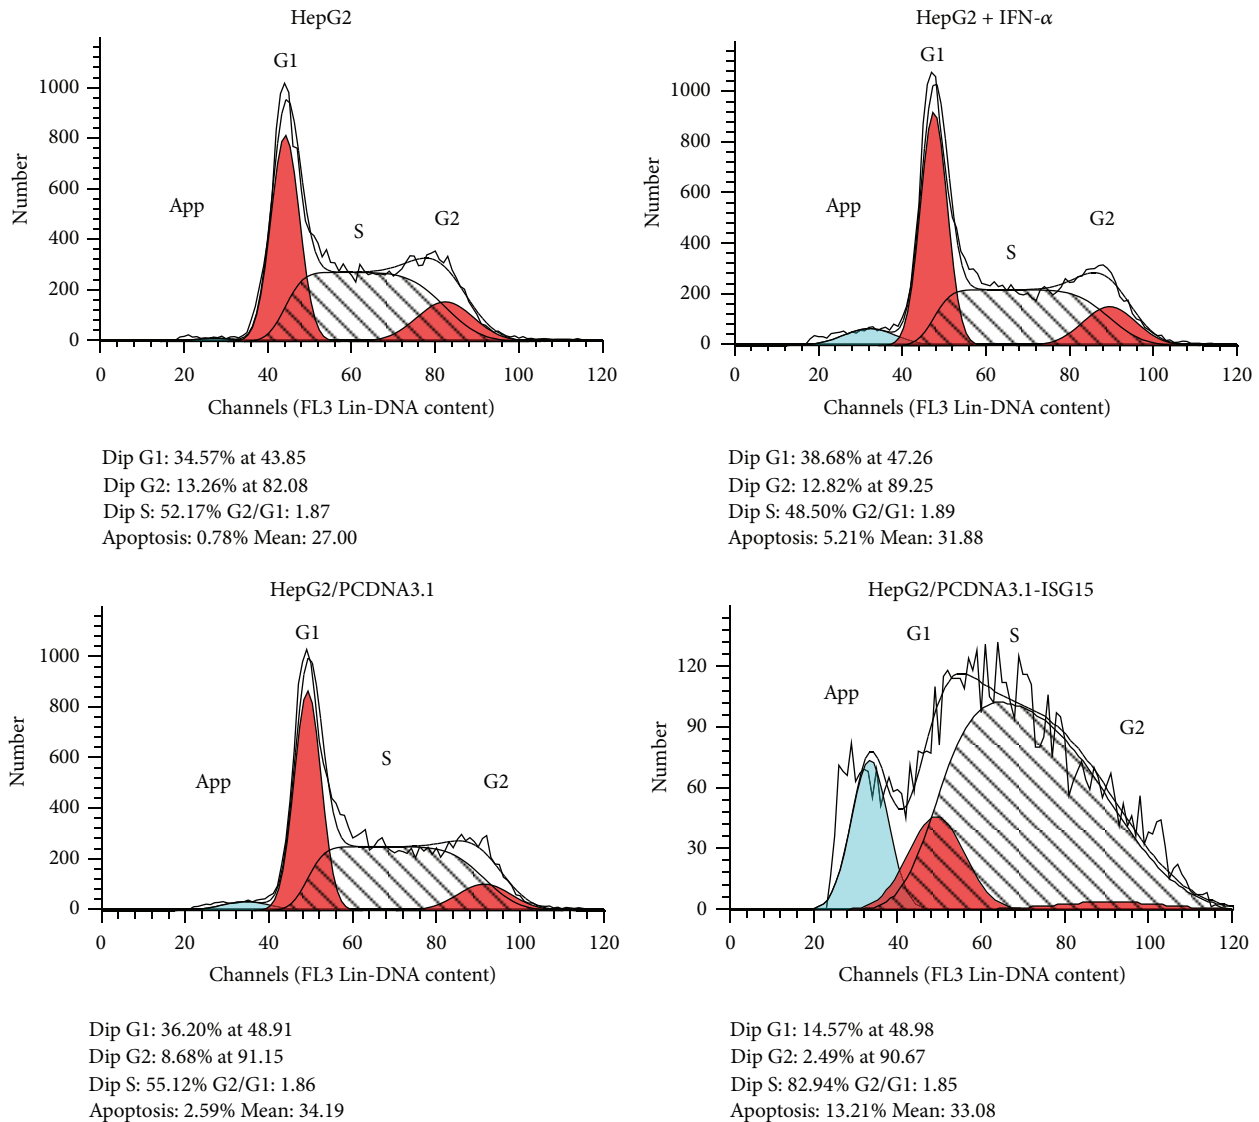 HepG2
G1
App
S
G2
Number
1000
800
600
400
200
0
0 20 40 60 80 100 120
Channels (FL3 Lin-DNA content)
Dip G1: 34.57% at 43.85
Dip G2: 13.26% at 82.08
Dip S: 52.17% G2/G1: 1.87
Apoptosis: 0.78% Mean: 27.00
HepG2 + IFN-α
G1
App
S
G2
Number
1000
800
600
400
200
0
0 20 40 60 80 100 120
Channels (FL3 Lin-DNA content)
Dip G1: 38.68% at 47.26
Dip G2: 12.82% at 89.25
Dip S: 48.50% G2/G1: 1.89
Apoptosis: 5.21% Mean: 31.88
HepG2/PCDNA3.1
G1
App
S
G2
Number
1000
800
600
400
200
0
0 20 40 60 80 100 120
Channels (FL3 Lin-DNA content)
Dip G1: 36.20% at 48.91
Dip G2: 8.68% at 91.15
Dip S: 55.12% G2/G1: 1.86
Apoptosis: 2.59% Mean: 34.19
HepG2/PCDNA3.1-ISG15
G1
S
App
G2
Number
120
90
60
30
0
0 20 40 60 80 100 120
Channels (FL3 Lin-DNA content)
Dip G1: 14.57% at 48.98
Dip G2: 2.49% at 90.67
Dip S: 82.94% G2/G1: 1.85
Apoptosis: 13.21% Mean: 33.08